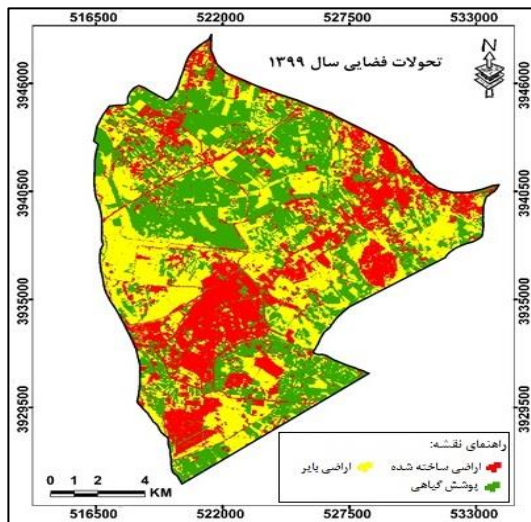 516500 522000 527500 533000
تحولات فضایی سال ۱۳۹۹
N
3946000 3946000
3940500 3940500
3935000 3935000
3929500 3929500
راهنمای نقشه:
اراضی ساخته شده اراضی بایر
پوشش گیاهی
0 1 2 4
KM
516500 522000 527500 533000